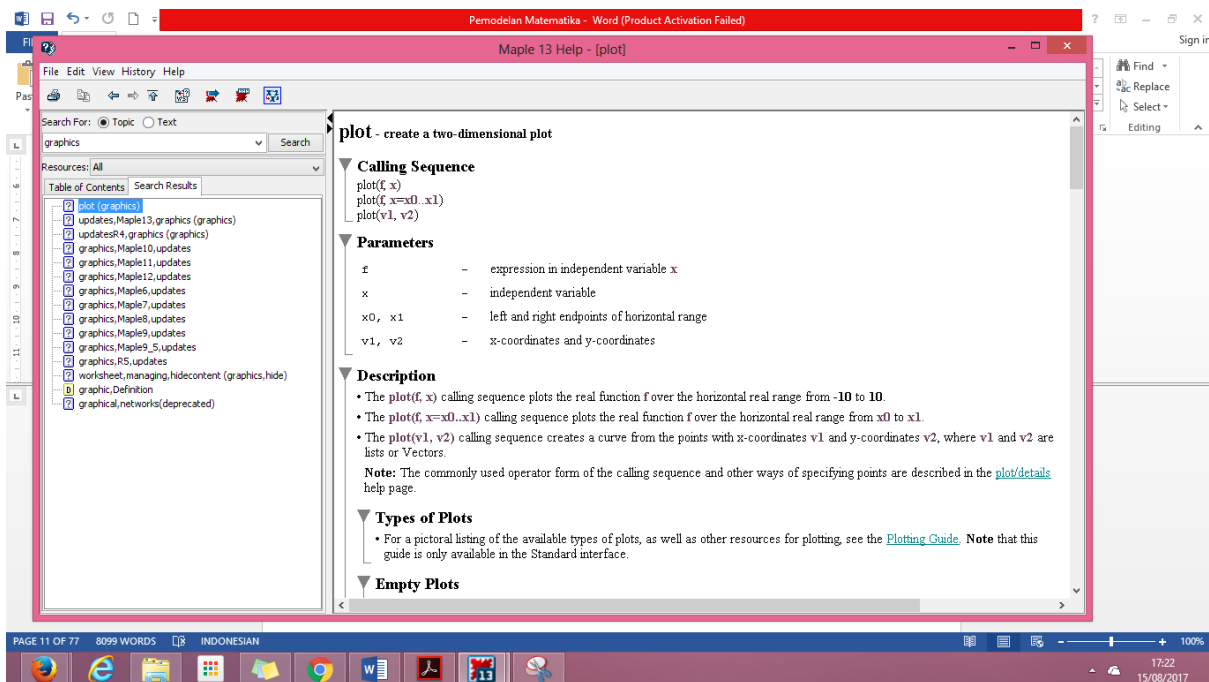 Pemodelan Matematika - Word (Product Activation Failed)
Sign in
Maple 13 Help - [plot]
File Edit View History Help
Find
Replace
Select
Editing
Search For: Topic Text
graphics Search
Resources: All
Table of Contents Search Results
plot (graphics)
updates,Maple13,graphics (graphics)
updatesR4,graphics (graphics)
graphics,Maple10,updates
graphics,Maple11,updates
graphics,Maple12,updates
graphics,Maple6,updates
graphics,Maple7,updates
graphics,Maple8,updates
graphics,Maple9,updates
graphics,Maple9_5,updates
graphics,R5,updates
worksheet,managing,hidecontent (graphics,hide)
graphic,Definition
graphical,networks(deprecated)
plot - create a two-dimensional plot
Calling Sequence
plot(f, x)
plot(f, x=x0..x1)
plot(v1, v2)
Parameters
f – expression in independent variable x
x – independent variable
x0, x1 – left and right endpoints of horizontal range
v1, v2 – x-coordinates and y-coordinates
Description
• The plot(f, x) calling sequence plots the real function f over the horizontal real range from -10 to 10.
• The plot(f, x=x0..x1) calling sequence plots the real function f over the horizontal real range from x0 to x1.
• The plot(v1, v2) calling sequence creates a curve from the points with x-coordinates v1 and y-coordinates v2, where v1 and v2 are
lists or Vectors.
Note: The commonly used operator form of the calling sequence and other ways of specifying points are described in the plot/details
help page.
Types of Plots
• For a pictoral listing of the available types of plots, as well as other resources for plotting, see the Plotting Guide. Note that this
guide is only available in the Standard interface.
Empty Plots
PAGE 11 OF 77 8099 WORDS INDONESIAN 100%
17:22
15/08/2017